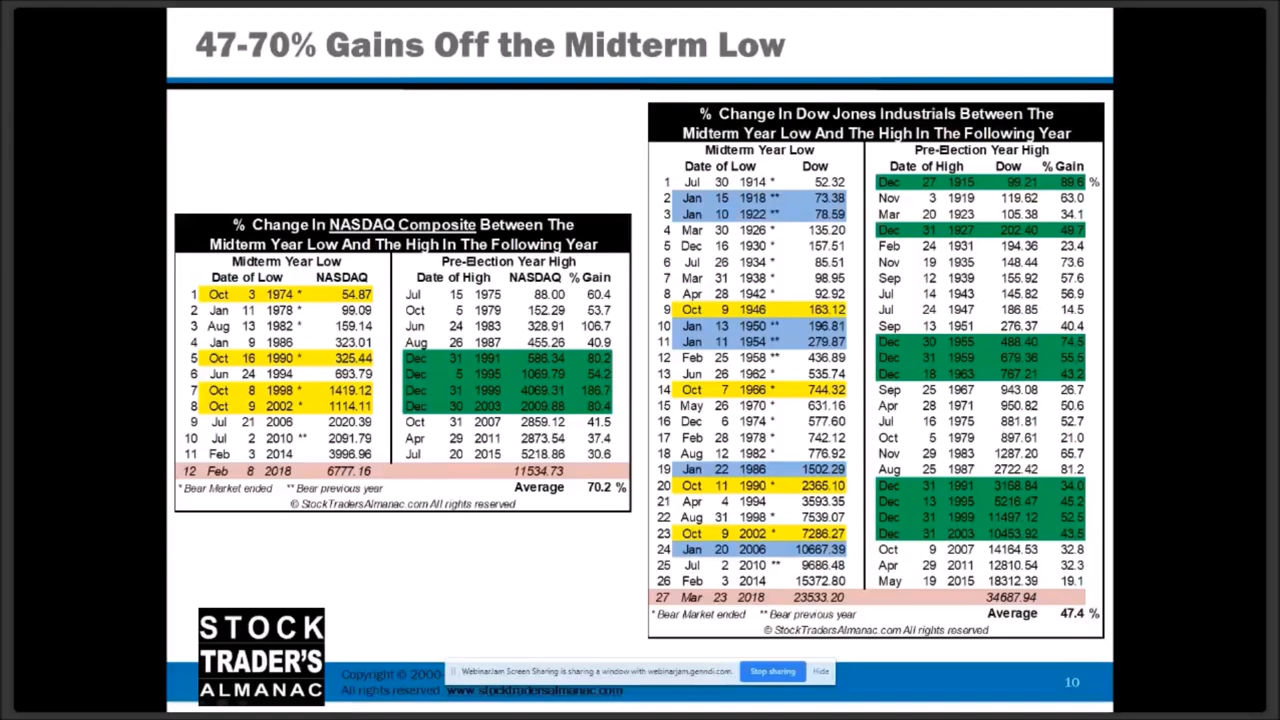 47-70% Gains Off the Midterm Low
% Change In NASDAQ Composite Between The
Midterm Year Low And The High In The Following Year
Midterm Year Low Pre-Election Year High
Date of Low NASDAQ Date of High NASDAQ % Gain
1 Oct 3 1974 * 54.87 Jul 15 1975 88.00 60.4
2 Jan 11 1978 * 99.09 Oct 5 1979 152.29 53.7
3 Aug 13 1982 * 159.14 Jun 24 1983 328.91 106.7
4 Jan 9 1986 323.01 Aug 26 1987 455.26 40.9
5 Oct 16 1990 * 325.44 Dec 31 1991 586.34 80.2
6 Jun 24 1994 693.79 Dec 5 1995 1069.79 54.2
7 Oct 8 1998 * 1419.12 Dec 31 1999 4069.31 186.7
8 Oct 9 2002 * 1114.11 Dec 30 2003 2009.88 80.4
9 Jul 21 2006 2020.39 Oct 31 2007 2859.12 41.5
10 Jul 2 2010 ** 2091.79 Apr 29 2011 2873.54 37.4
11 Feb 3 2014 3996.96 Jul 20 2015 5218.86 30.6
12 Feb 8 2018 6777.16 11534.73
* Bear Market ended ** Bear previous year Average 70.2 %
© StockTradersAlmanac.com All rights reserved
% Change In Dow Jones Industrials Between The
Midterm Year Low And The High In The Following Year
Midterm Year Low Pre-Election Year High
Date of Low Dow Date of High Dow % Gain
1 Jul 30 1914 * 52.32 Dec 27 1915 99.21 89.6 %
2 Jan 15 1918 ** 73.38 Nov 3 1919 119.62 63.0
3 Jan 10 1922 ** 78.59 Mar 20 1923 105.38 34.1
4 Mar 30 1926 * 135.20 Dec 31 1927 202.40 49.7
5 Dec 16 1930 * 157.51 Feb 24 1931 194.36 23.4
6 Jul 26 1934 * 85.51 Nov 19 1935 148.44 73.6
7 Mar 31 1938 * 98.95 Sep 12 1939 155.92 57.6
8 Apr 28 1942 * 92.92 Jul 14 1943 145.82 56.9
9 Oct 9 1946 163.12 Jul 24 1947 186.85 14.5
10 Jan 13 1950 ** 196.81 Sep 13 1951 276.37 40.4
11 Jan 11 1954 ** 279.87 Dec 30 1955 488.40 74.5
12 Feb 25 1958 ** 436.89 Dec 31 1959 679.36 55.5
13 Jun 26 1962 * 535.74 Dec 18 1963 767.21 43.2
14 Oct 7 1966 * 744.32 Sep 25 1967 943.08 26.7
15 May 26 1970 * 631.16 Apr 28 1971 950.82 50.6
16 Dec 6 1974 * 577.60 Jul 16 1975 881.81 52.7
17 Feb 28 1978 * 742.12 Oct 5 1979 897.61 21.0
18 Aug 12 1982 * 776.92 Nov 29 1983 1287.20 65.7
19 Jan 22 1986 1502.29 Aug 25 1987 2722.42 81.2
20 Oct 11 1990 * 2365.10 Dec 31 1991 3168.84 34.0
21 Apr 4 1994 3593.35 Dec 13 1995 5216.47 45.2
22 Aug 31 1998 * 7539.07 Dec 31 1999 11497.12 52.5
23 Oct 9 2002 * 7286.27 Dec 31 2003 10453.92 43.5
24 Jan 20 2006 10667.39 Oct 9 2007 14164.53 32.8
25 Jul 2 2010 ** 9686.48 Apr 29 2011 12810.54 32.3
26 Feb 3 2014 15372.80 May 19 2015 18312.39 19.1
27 Mar 23 2018 23533.20 34687.94
* Bear Market ended ** Bear previous year Average 47.4 %
© StockTradersAlmanac.com All rights reserved
STOCK
TRADER'S
ALMANAC
Copyright © 2000-
All rights reserved www.stocktradersalmanac.com
WebinarJam Screen Sharing is sharing a window with webinarjam.genndi.com. Stop sharing Hide
10